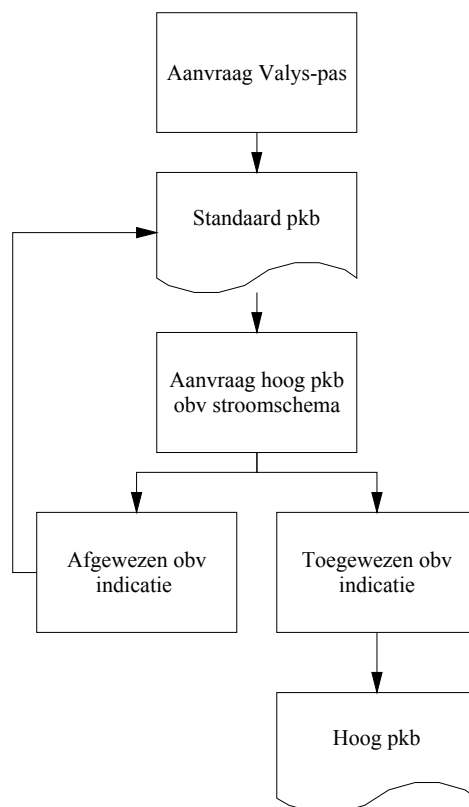 Aanvraag Valys-pas
Standaard pkb
Aanvraag hoog pkb
obv stroomschema
Afgewezen obv
indicatie
Toegewezen obv
indicatie
Hoog pkb